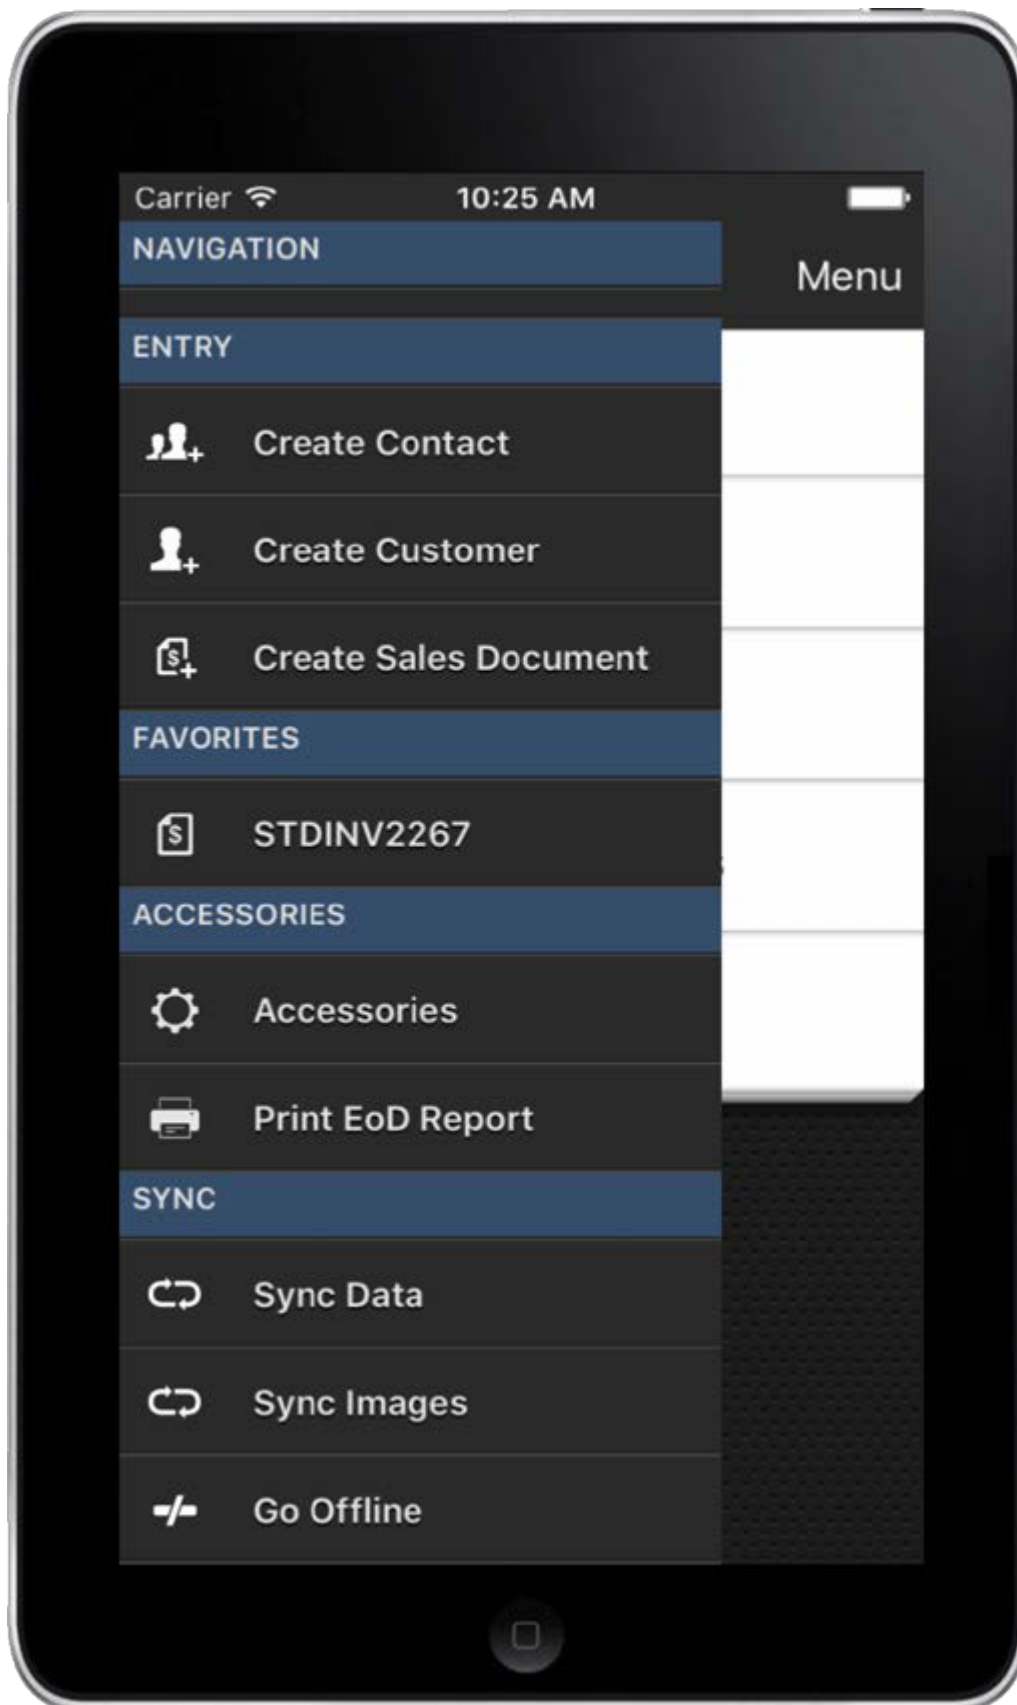 Carrier 10:25 AM
NAVIGATION
Menu
ENTRY
Create Contact
Create Customer
Create Sales Document
FAVORITES
STDINV2267
ACCESSORIES
Accessories
Print EoD Report
SYNC
Sync Data
Sync Images
Go Offline